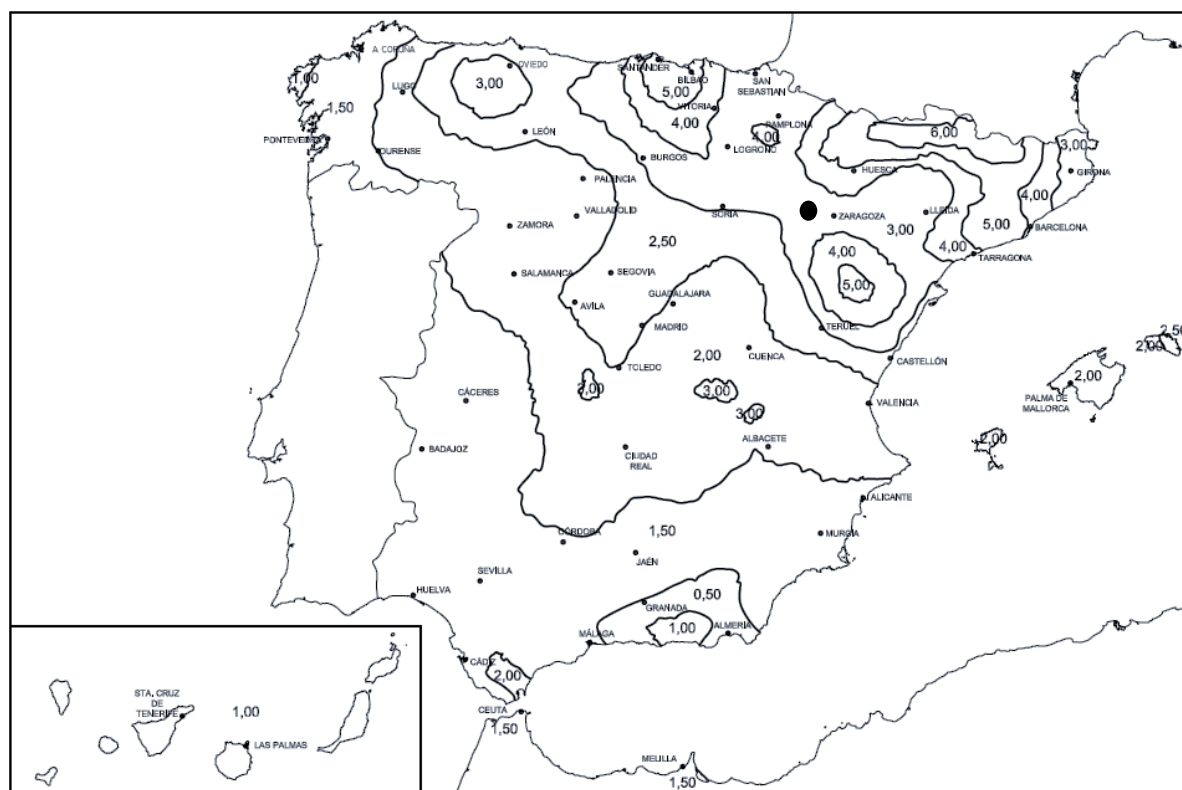 A CORUÑA
OVIEDO
SANTANDER
BILBAO
SAN
SEBASTIAN
1,00
3,00
LUGO
5,00
VITORIA
1,50
4,00
PAMPLONA
6,00
PONTEVEDRA
LEÓN
4,00
3,00
OURENSE
LOGROÑO
BURGOS
HUESCA
GIRONA
PALENCIA
4,00
VALLADOLID
SORIA
ZARAGOZA
LLEIDA
ZAMORA
3,00
5,00
BARCELONA
2,50
4,00
4,00
TARRAGONA
SALAMANCA
SEGOVIA
5,00
GUADALAJARA
AVÍLA
MADRID
TERUEL
2,50
2,00
2,00
CUENCA
CASTELLÓN
TOLEDO
2,00
3,00
3,00
CÁCERES
PALMA DE
MALLORCA
VALENCIA
3,00
2,00
ALBACETE
BADAJOZ
CIUDAD
REAL
ALICANTE
1,50
CÓRDOBA
MURCIA
JAÉN
SEVILLA
HUELVA
0,50
GRANADA
1,00
ALMERÍA
MÁLAGA
CÁDIZ
2,00
STA. CRUZ
DE
TENERIFE
1,00
CEUTA
1,50
LAS PALMAS
MELILLA
1,50